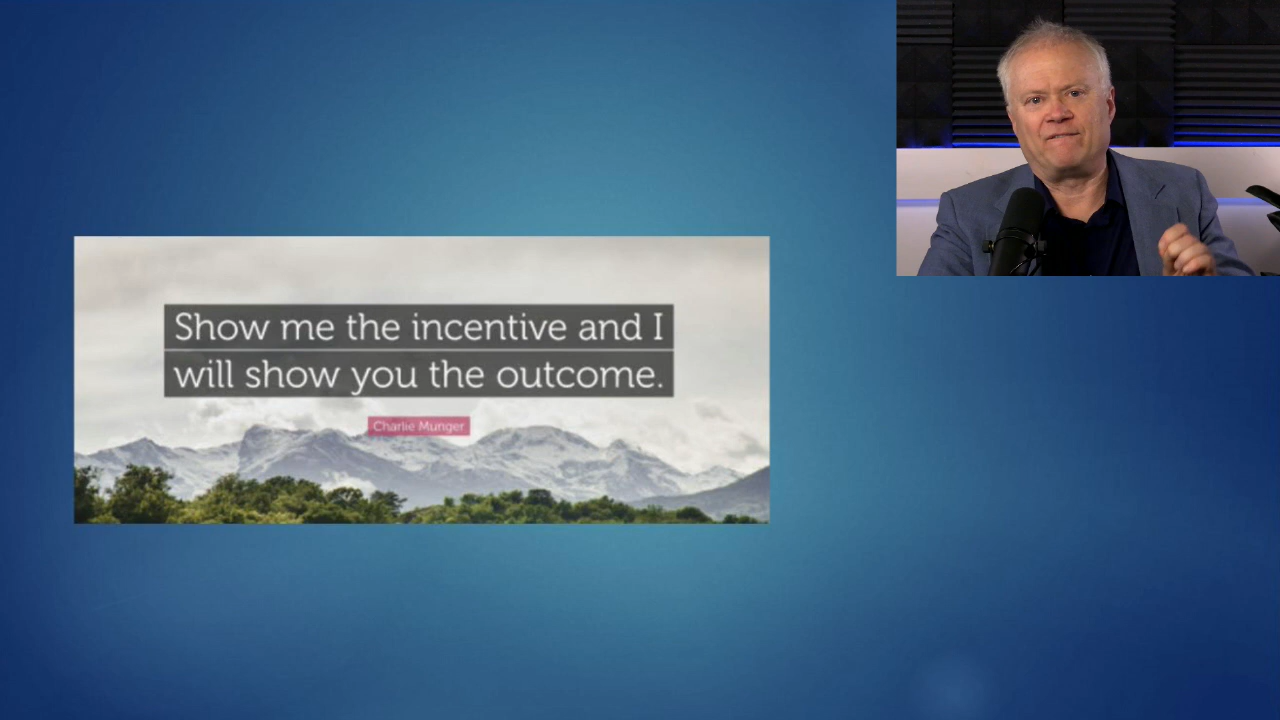 Show me the incentive and I
will show you the outcome.
Charlie Munger